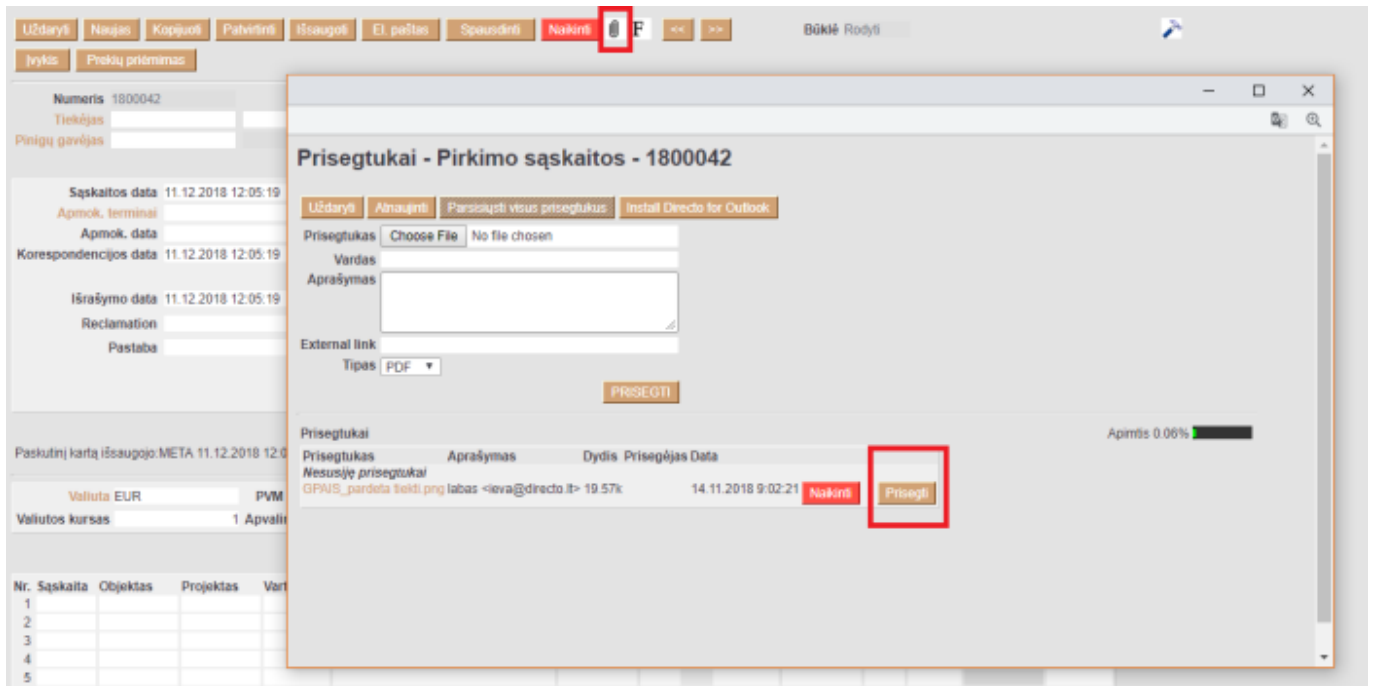 Uždaryti Naujas Kopijuoti Patvirtinti Išsaugoti El. paštas Spausdinti Naikinti F << >> Būklė Rodyti
Įvykis Prekių priėmimas
Numeris 1800042
Tiekėjas
Pinigų gavėjas
Prisegtukai - Pirkimo sąskaitos - 1800042
Sąskaitos data 11.12.2018 12:05:19
Uždaryti Atnaujinti Parsisiųsti visus prisegtukus Install Directo for Outlook
Apmok. terminai
Apmok. data
Prisegtukas Choose File No file chosen
Korespondencijos data 11.12.2018 12:05:19
Vardas
Aprašymas
Išrašymo data 11.12.2018 12:05:19
Reclamation
External link
Pastaba
Tipas PDF
PRISEGTI
Prisegtukai Apimtis 0.06%
Paskutinį kartą išsaugojo:META 11.12.2018 12:0
Prisegtukas Aprašymas Dydis Prisegėjas Data
Nesusiję prisegtukai
GPAIS_pardeta tiekti.png labas <ieva@directo.lt> 19.57k 14.11.2018 9:02:21 Naikinti Prisegti
Valiuta EUR PVM
Valiutos kursas 1 Apvalin
Nr. Sąskaita Objektas Projektas Vart
1
2
3
4
5